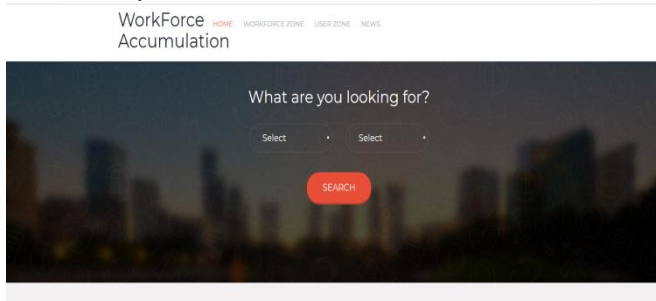 WorkForce Accumulation
HOME WORKFORCE ZONE USER ZONE NEWS
What are you looking for?
Select Select
SEARCH